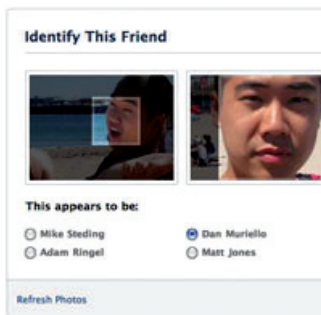 Identify This Friend
This appears to be:
Mike Steding
Dan Muriello
Adam Ringel
Matt Jones
Refresh Photos